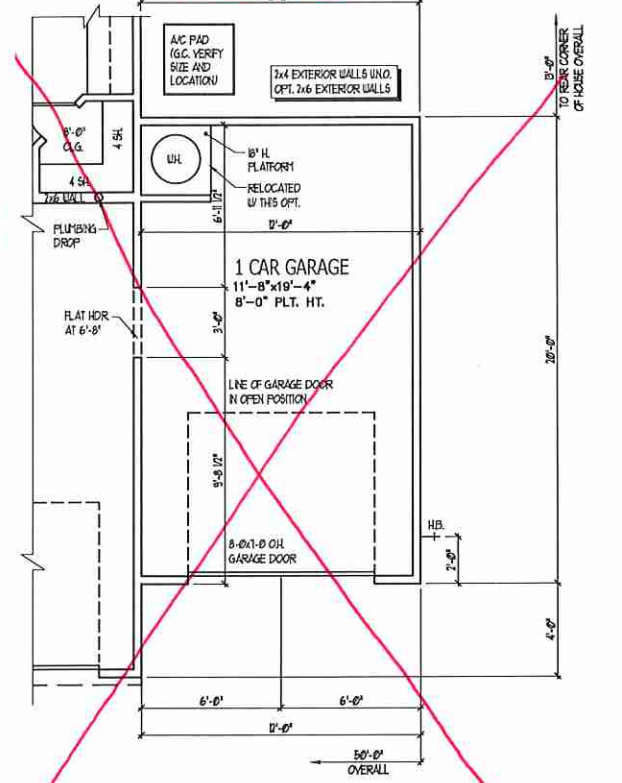 A/C PAD
(G.C. VERIFY
SIZE AND
LOCATION)
2x4 EXTERIOR WALLS U.N.O.
OPT. 2x6 EXTERIOR WALLS
13'-0"
TO REAR CORNER
OF HOUSE OVERALL
8'-0"
CLG.
4 SH.
4 SH.
2x6 WALL
PLUMBING
DROP
W.H.
18" H.
PLATFORM
RELOCATED
W/ THIS OPT.
6'-11 1/2"
12'-0"
1 CAR GARAGE
11'-8"x19'-4"
8'-0" PLT. HT.
FLAT HDR
AT 6'-8"
3'-0"
20'-0"
LINE OF GARAGE DOOR
IN OPEN POSITION
9'-8 1/2"
8-0x7-0 O.H.
GARAGE DOOR
H.B.
2'-0"
4'-0"
6'-0"
6'-0"
12'-0"
50'-0"
OVERALL